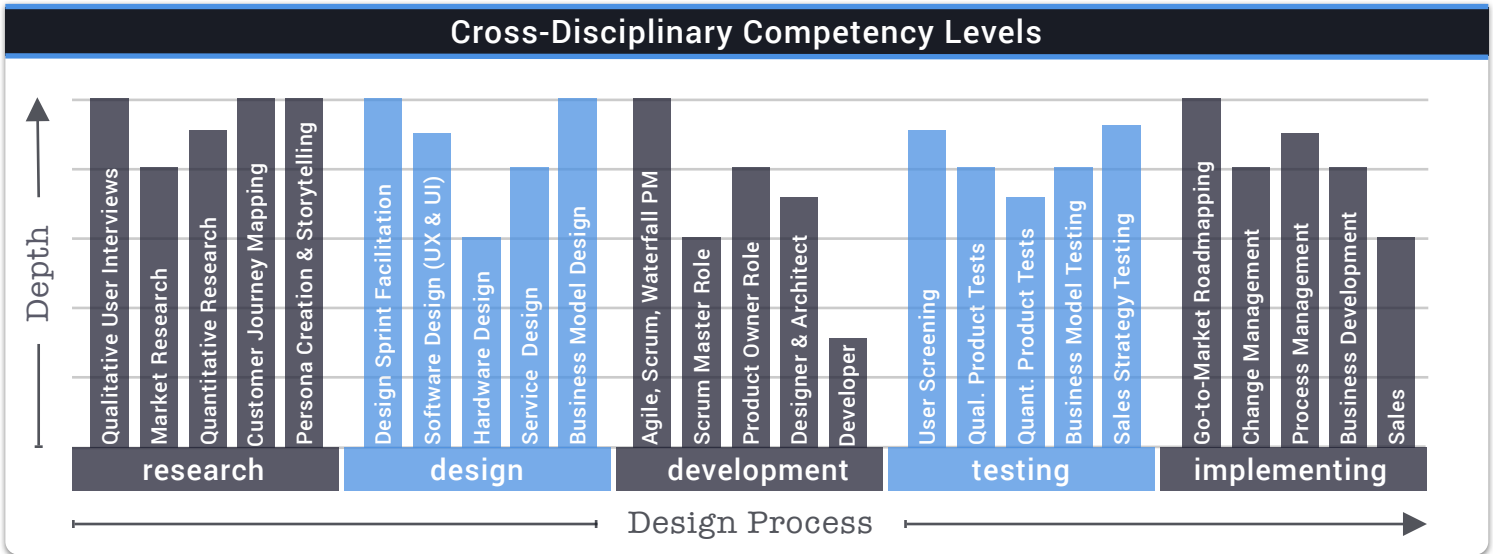 Cross-Disciplinary Competency Levels
Depth
Qualitative User Interviews
Market Research
Quantitative Research
Customer Journey Mapping
Persona Creation & Storytelling
Design Sprint Facilitation
Software Design (UX & UI)
Hardware Design
Service Design
Business Model Design
Agile, Scrum, Waterfall PM
Scrum Master Role
Product Owner Role
Designer & Architect
Developer
User Screening
Qual. Product Tests
Quant. Product Tests
Business Model Testing
Sales Strategy Testing
Go-to-Market Roadmapping
Change Management
Process Management
Business Development
Sales
research
design
development
testing
implementing
Design Process